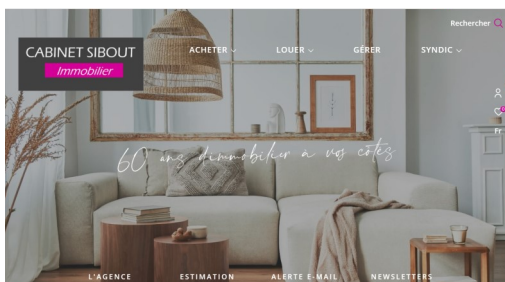 Rechercher
CABINET SIBOUT
Immobilier
ACHETER
LOUER
GÉRER
SYNDIC
0
Fr
60 ans d'immobilier à vos côtés
L'AGENCE
ESTIMATION
ALERTE E-MAIL
NEWSLETTERS